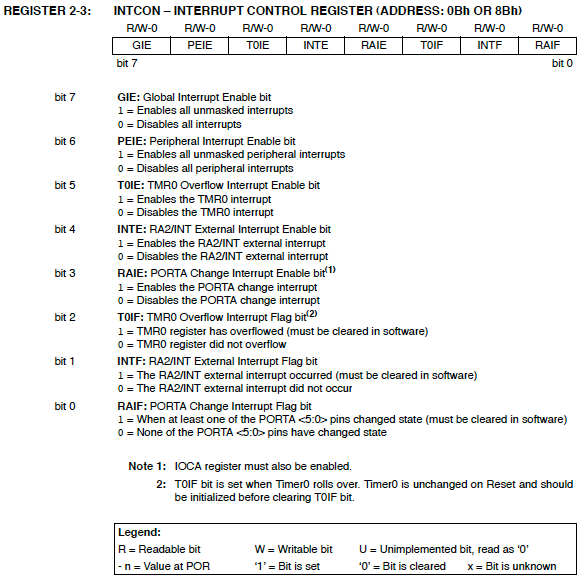 REGISTER 2-3: INTCON – INTERRUPT CONTROL REGISTER (ADDRESS: 0Bh OR 8Bh)
R/W-0 R/W-0 R/W-0 R/W-0 R/W-0 R/W-0 R/W-0 R/W-0
GIE PEIE T0IE INTE RAIE T0IF INTF RAIF
bit 7 bit 0
bit 7 GIE: Global Interrupt Enable bit
1 = Enables all unmasked interrupts
0 = Disables all interrupts
bit 6 PEIE: Peripheral Interrupt Enable bit
1 = Enables all unmasked peripheral interrupts
0 = Disables all peripheral interrupts
bit 5 T0IE: TMR0 Overflow Interrupt Enable bit
1 = Enables the TMR0 interrupt
0 = Disables the TMR0 interrupt
bit 4 INTE: RA2/INT External Interrupt Enable bit
1 = Enables the RA2/INT external interrupt
0 = Disables the RA2/INT external interrupt
bit 3 RAIE: PORTA Change Interrupt Enable bit(1)
1 = Enables the PORTA change interrupt
0 = Disables the PORTA change interrupt
bit 2 T0IF: TMR0 Overflow Interrupt Flag bit(2)
1 = TMR0 register has overflowed (must be cleared in software)
0 = TMR0 register did not overflow
bit 1 INTF: RA2/INT External Interrupt Flag bit
1 = The RA2/INT external interrupt occurred (must be cleared in software)
0 = The RA2/INT external interrupt did not occur
bit 0 RAIF: PORTA Change Interrupt Flag bit
1 = When at least one of the PORTA <5:0> pins changed state (must be cleared in software)
0 = None of the PORTA <5:0> pins have changed state
Note 1: IOCA register must also be enabled.
2: T0IF bit is set when Timer0 rolls over. Timer0 is unchanged on Reset and should
be initialized before clearing T0IF bit.
Legend:
R = Readable bit W = Writable bit U = Unimplemented bit, read as ‘0’
- n = Value at POR ‘1’ = Bit is set ‘0’ = Bit is cleared x = Bit is unknown